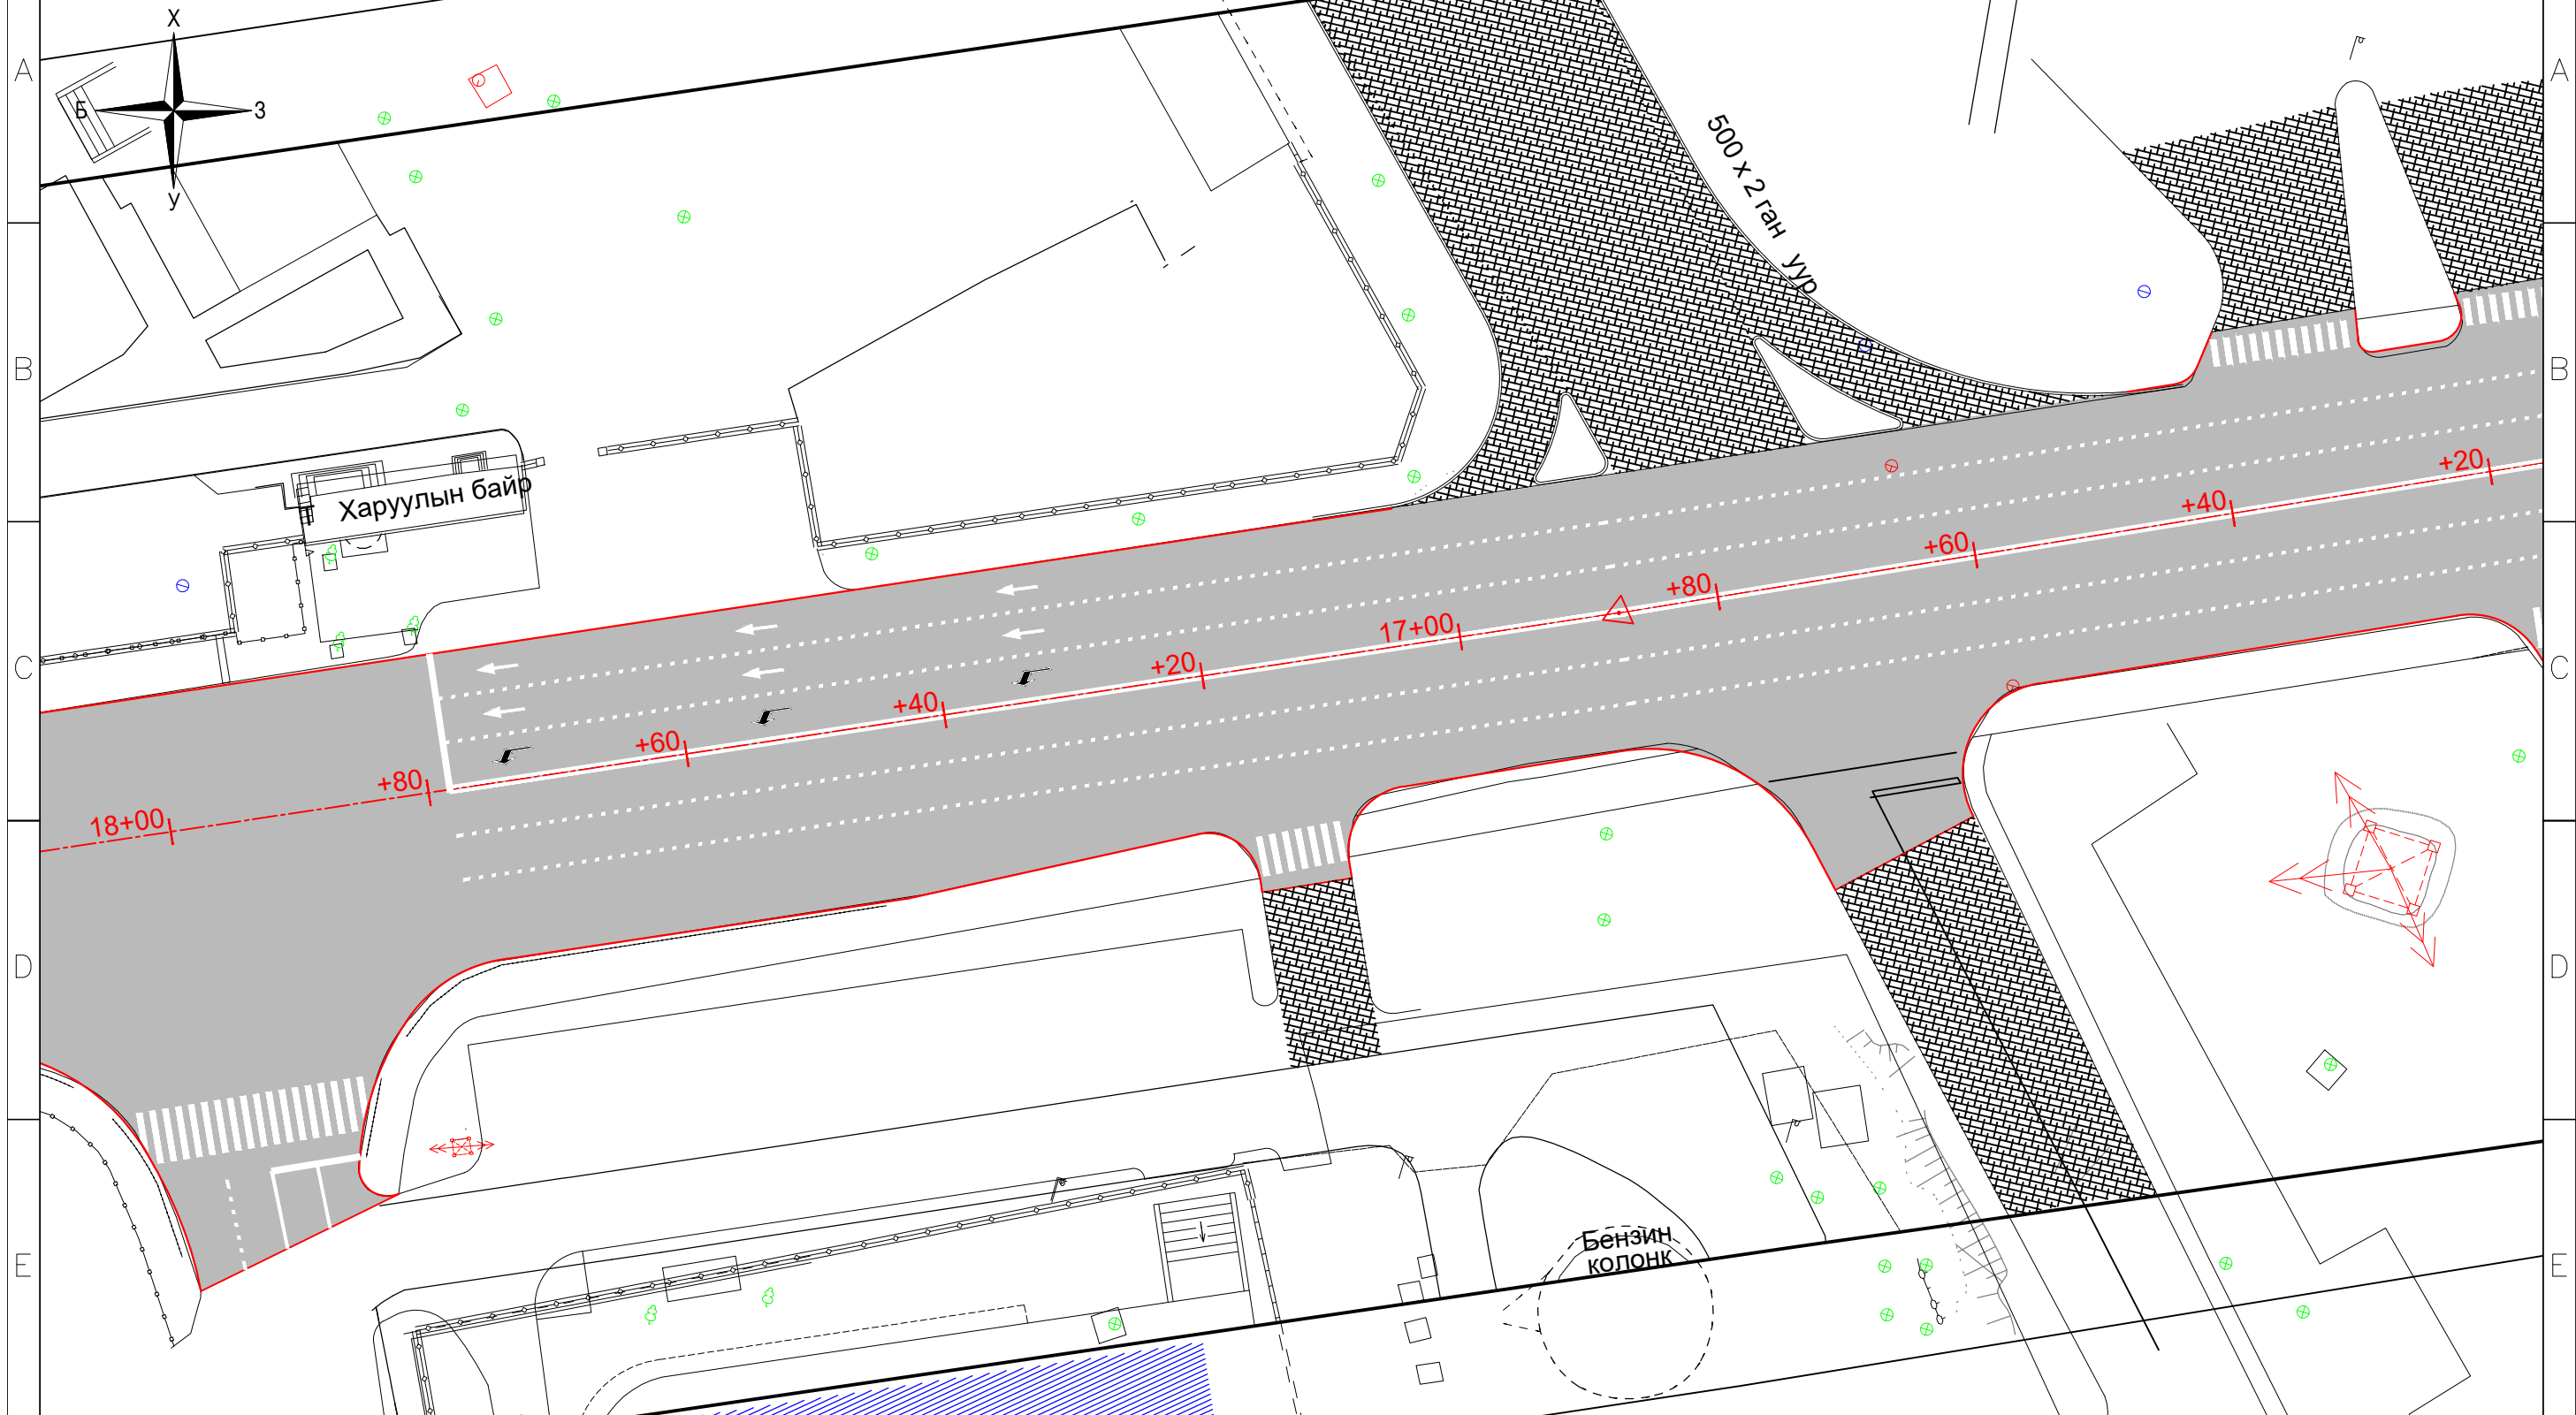 А
Х
А
Б
З
У
500 x 2 ган уур
B
B
Харуулын байр
+20
+40
+60
+80
17+00
+20
C
C
+40
+60
+80
18+00
D
D
E
E
Бензин
колонк